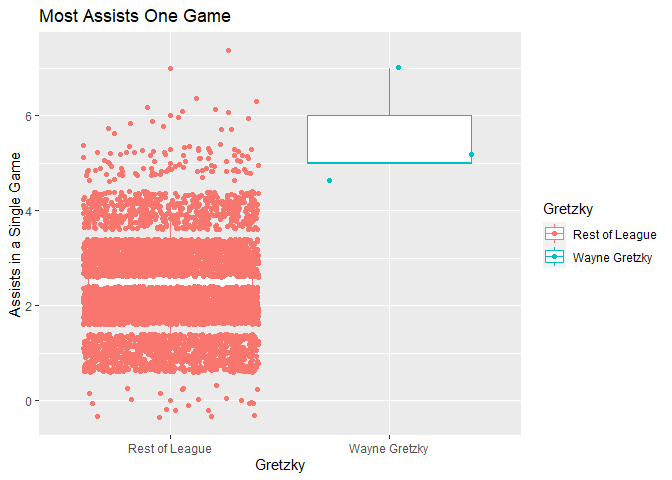 Most Assists One Game
Assists in a Single Game
6
4
2
0
Rest of League
Wayne Gretzky
Gretzky
Gretzky
Rest of League
Wayne Gretzky